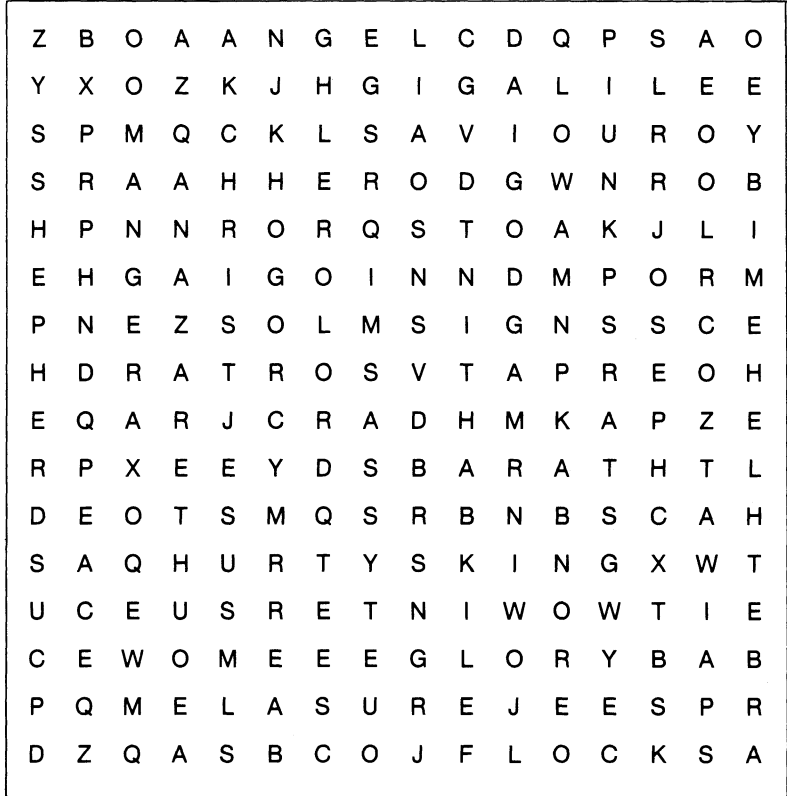 Z B O A A N G E L C D Q P S A O
Y X O Z K J H G I G A L I L E E
S P M Q C K L S A V I O U R O Y
S R A A H H E R O D G W N R O B
H P N N R O R Q S T O A K J L I
E H G A I G O I N N D M P O R M
P N E Z S O L M S I G N S S C E
H D R A T R O S V T A P R E O H
E Q A R J C R A D H M K A P Z E
R P X E E Y D S B A R A T H T L
D E O T S M Q S R B N B S C A H
S A Q H U R T Y S K I N G X W T
U C E U S R E T N I W O W T I E
C E W O M E E E G L O R Y B A B
P Q M E L A S U R E J E E S P R
D Z Q A S B C O J F L O C K S A